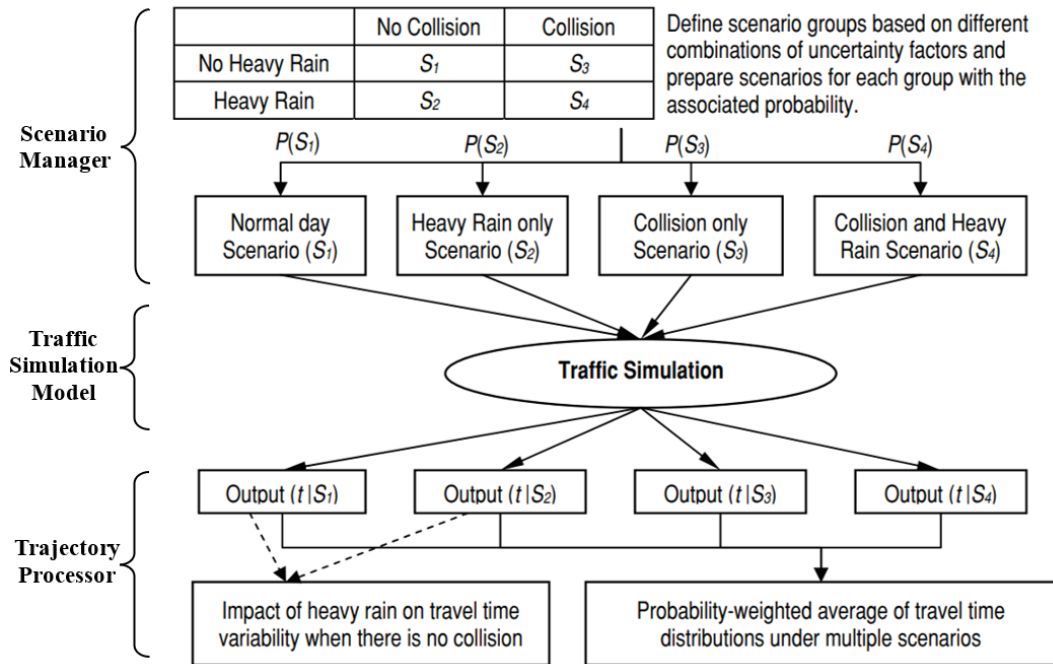 No Collision Collision
No Heavy Rain S1 S3
Heavy Rain S2 S4
Define scenario groups based on different
combinations of uncertainty factors and
prepare scenarios for each group with the
associated probability.
Scenario
Manager
P(S1) P(S2) P(S3) P(S4)
Normal day
Scenario (S1)
Heavy Rain only
Scenario (S2)
Collision only
Scenario (S3)
Collision and Heavy
Rain Scenario (S4)
Traffic
Simulation
Model
Traffic Simulation
Trajectory
Processor
Output (t|S1)
Output (t|S2)
Output (t|S3)
Output (t|S4)
Impact of heavy rain on travel time
variability when there is no collision
Probability-weighted average of travel time
distributions under multiple scenarios